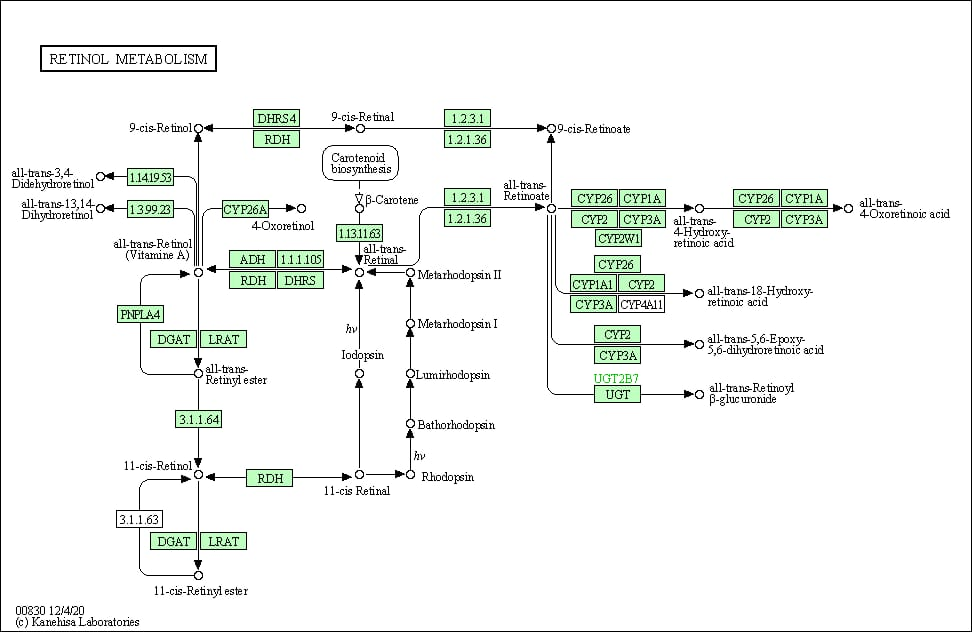 RETINOL METABOLISM
DHRS4
9-cis-Retinal
1.2.3.1
9-cis-Retinol
9-cis-Retinoate
RDH
1.2.1.36
Carotenoid
biosynthesis
all-trans-3,4-
Didehydroretinol
1.14.19.53
β-Carotene
1.2.3.1
all-trans-
Retinoate
CYP26
CYP1A
CYP26
CYP1A
all-trans-13,14-
Dihydroretinol
1.3.99.23
CYP26A
4-Oxoretinol
1.2.1.36
CYP2
CYP3A
all-trans-
4-Hydroxy-
retinoic acid
CYP2
CYP3A
all-trans-
4-Oxoretinoic acid
1.13.11.63
CYP2W1
all-trans-Retinol
(Vitamin A)
ADH
1.1.1.105
all-trans-
Retinal
CYP26
RDH
DHRS
Metarhodopsin II
CYP1A1
CYP2
all-trans-18-Hydroxy-
retinoic acid
CYP3A
CYP4A11
PNPLA4
hν
Metarhodopsin I
DGAT
LRAT
Iodopsin
CYP2
all-trans-5,6-Epoxy-
5,6-dihydroretinoic acid
CYP3A
all-trans-
Retinyl ester
Lumirhodopsin
UGT2B7
UGT
all-trans-Retinoyl
β-glucuronide
3.1.1.64
Bathorhodopsin
hν
11-cis-Retinol
RDH
11-cis Retinal
Rhodopsin
3.1.1.63
DGAT
LRAT
11-cis-Retinyl ester
00830 12/4/20
(c) Kanehisa Laboratories